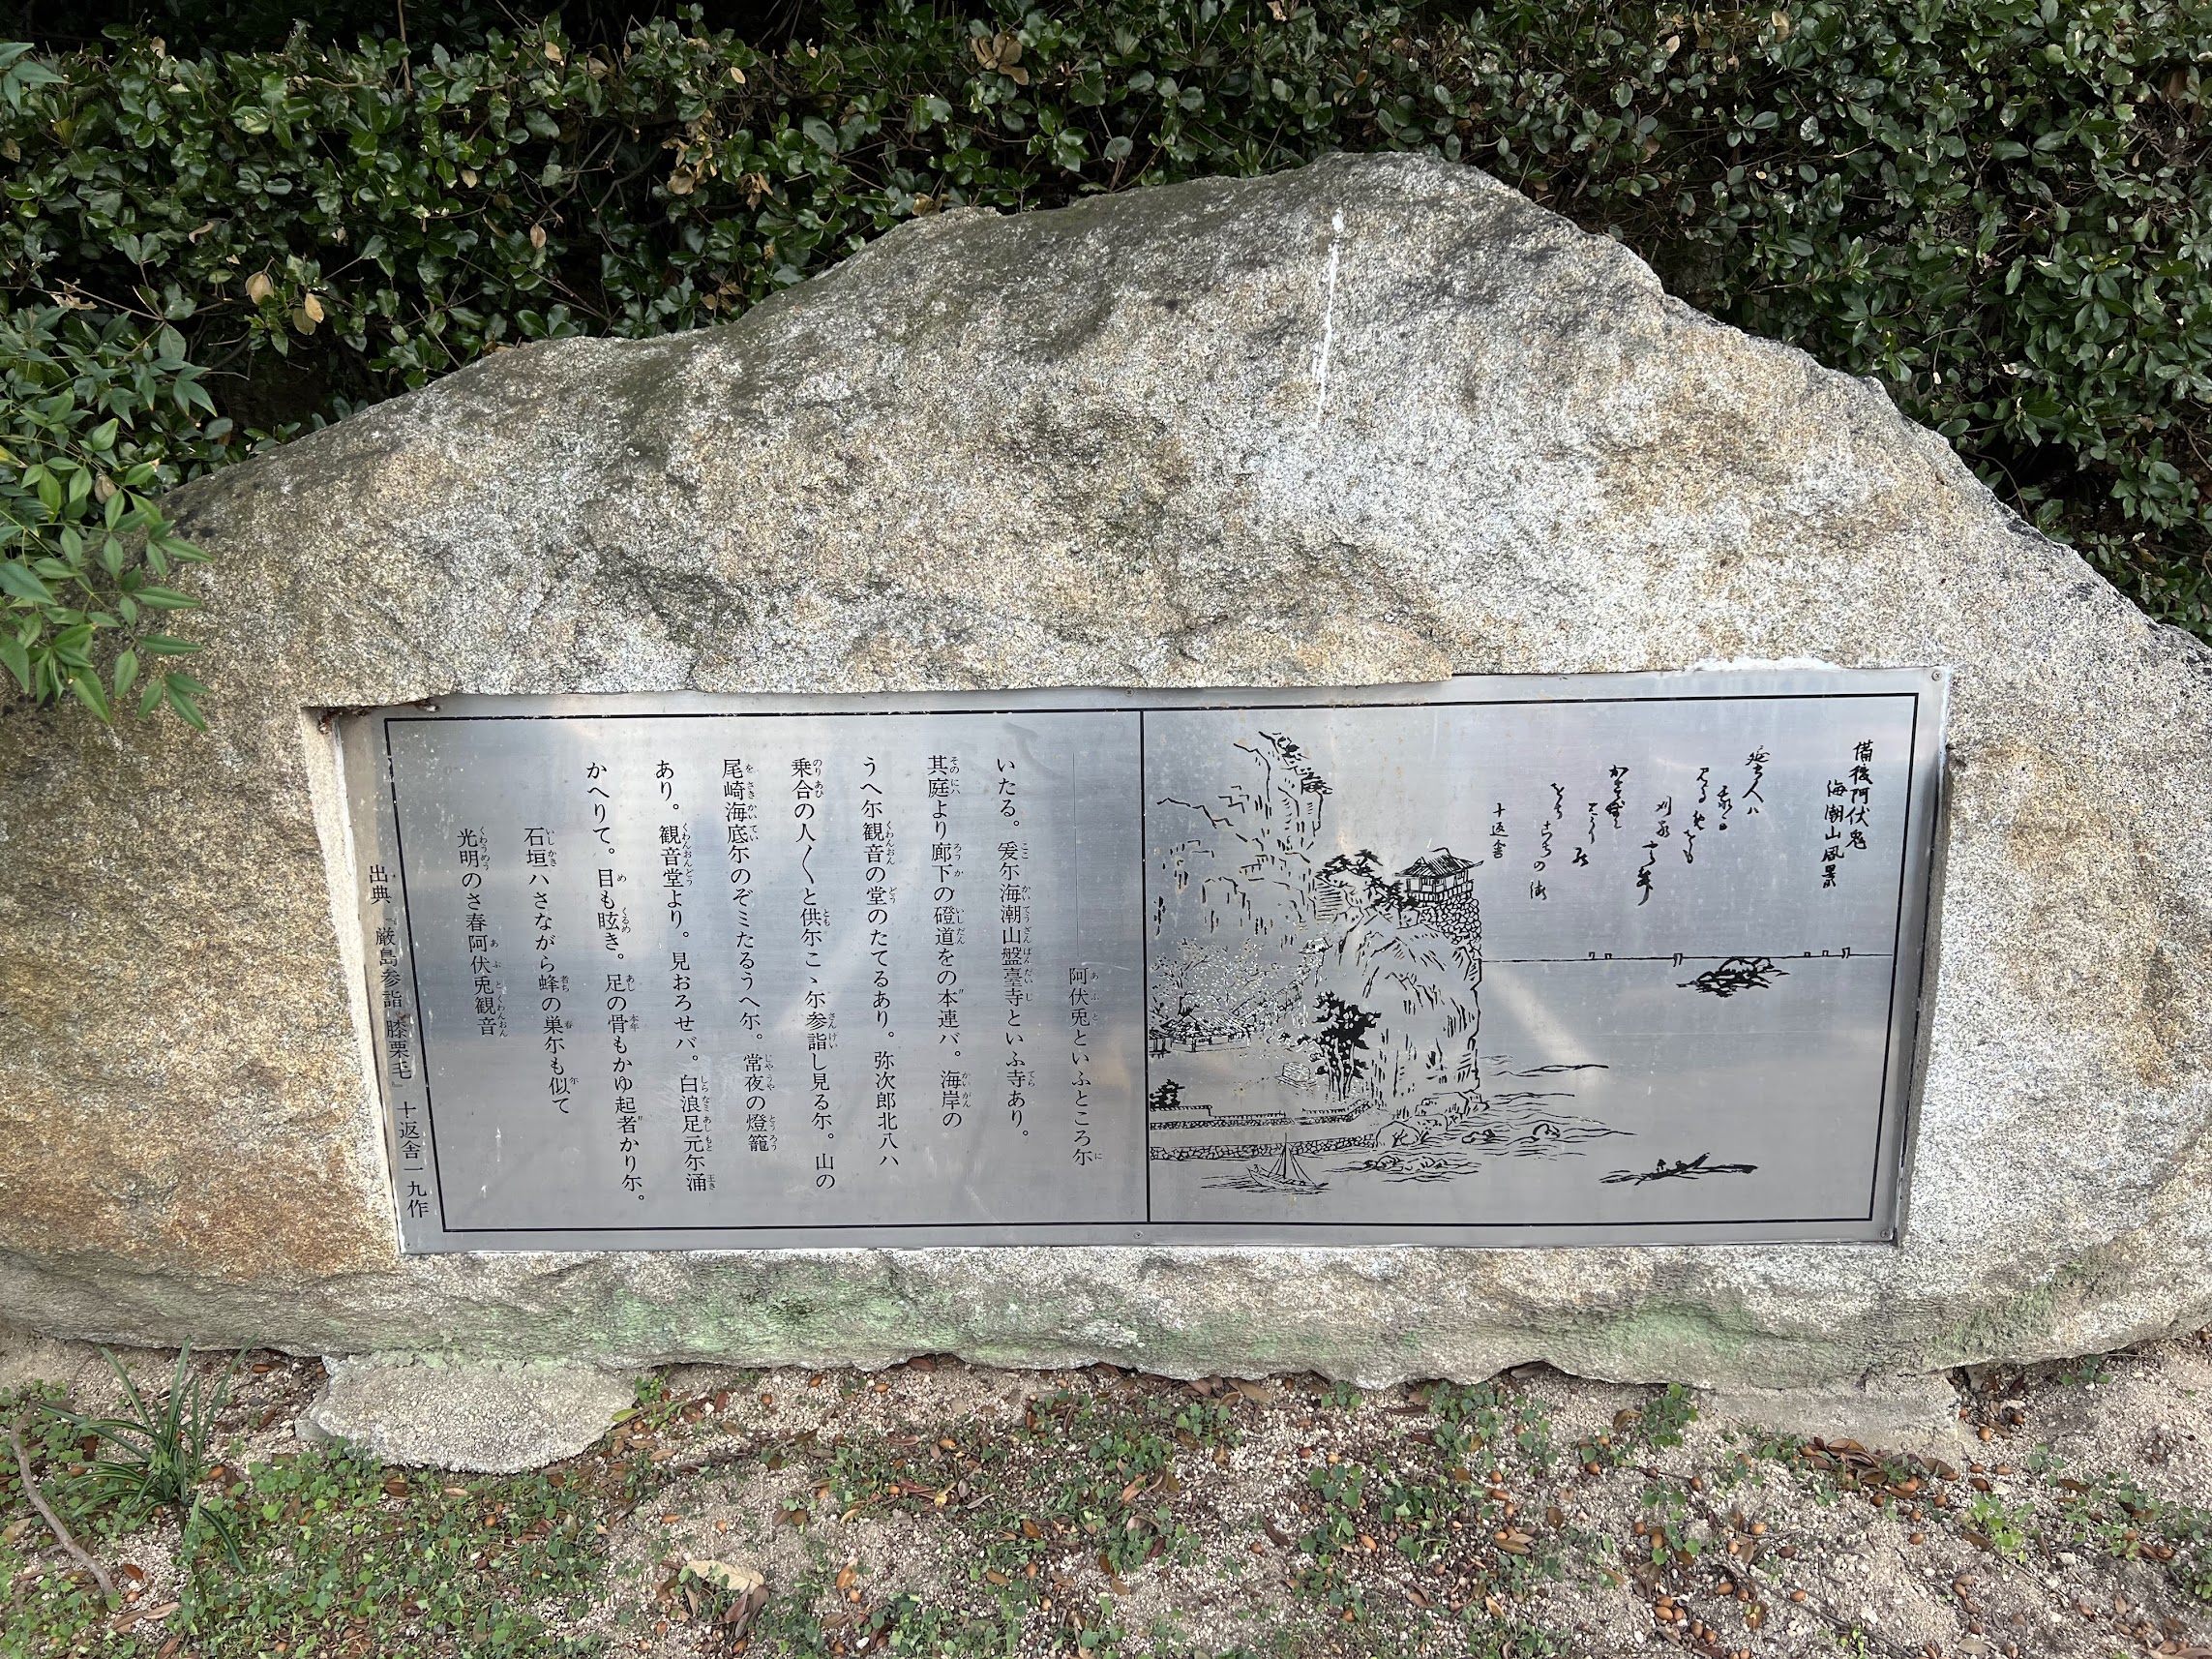 備後阿伏兎
海潮山風景
十返舎
阿伏兎といふところ尓
いたる。爰尓海潮山盤臺寺といふ寺あり。
其庭より廊下の磴道をの本連バ。海岸の
うへ尓観音の堂のたてるあり。弥次郎北八ハ
乗合の人〱と供尓こゝ尓参詣し見る尓。山の
尾崎海底尓のぞミたるうへ尓。常夜の燈籠
あり。観音堂より。見おろせバ。白浪足元尓涌
かへりて。目も眩き。足の骨もかゆ起者かり尓。
石垣ハさながら蜂の巣尓も似て
光明のさ春阿伏兎観音
出典 『厳島参詣 膝栗毛』 十返舎一九作